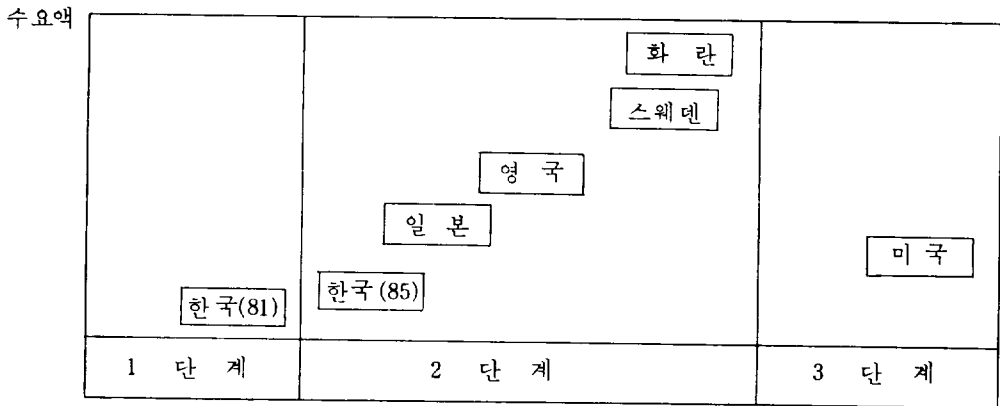 수요액
화 란
스웨덴
영 국
일 본
미 국
한국(85)
한국(81)
1 단 계 2 단 계 3 단 계